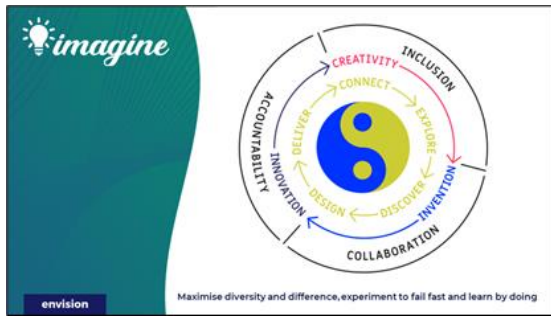 imagine
CREATIVITY
INCLUSION
CONNECT
EXPLORE
ACCOUNTABILITY
DELIVER
INNOVATION
DESIGN
DISCOVER
INVENTION
COLLABORATION
envision
Maximise diversity and difference, experiment to fail fast and learn by doing